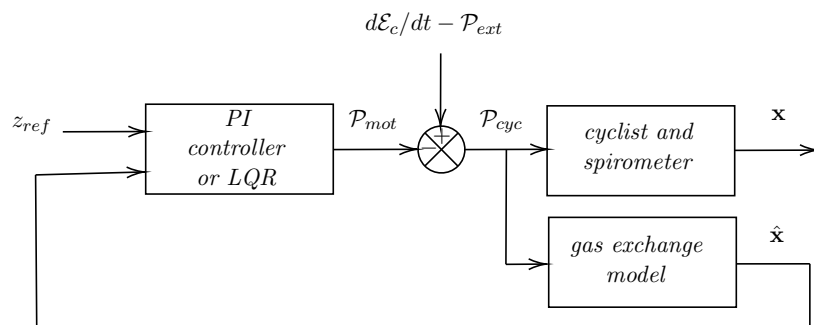 dℰ_c/dt − 𝒫_ext
z_ref
PI
controller
or LQR
𝒫_mot
+
−
𝒫_cyc
cyclist and
spirometer
x
gas exchange
model
x̂